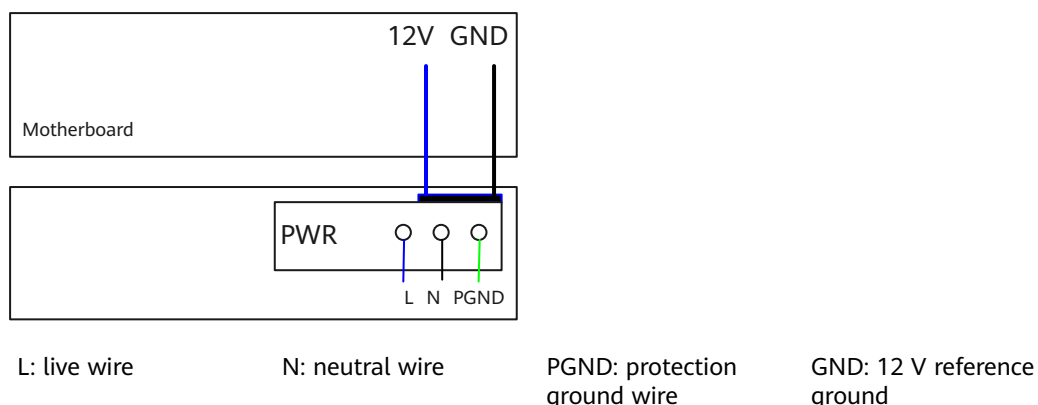 12V GND
Motherboard
PWR
L N PGND
L: live wire
N: neutral wire
PGND: protection
ground wire
GND: 12 V reference
ground